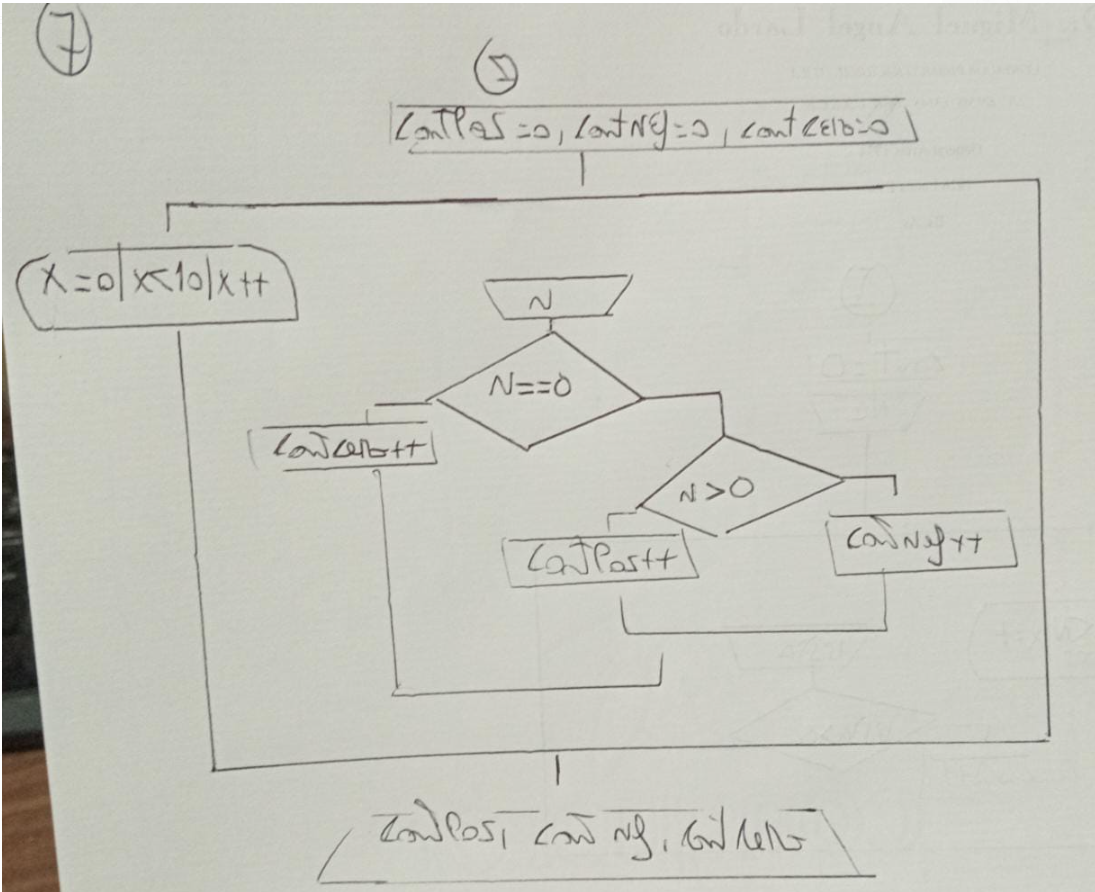 7
ContPos=0, ContNeg=0, ContCero=0
X=0|x<10|x++
N
N==0
ContCero++
N>0
ContPos++
ContNeg++
ContPos, ContNeg, ContCero